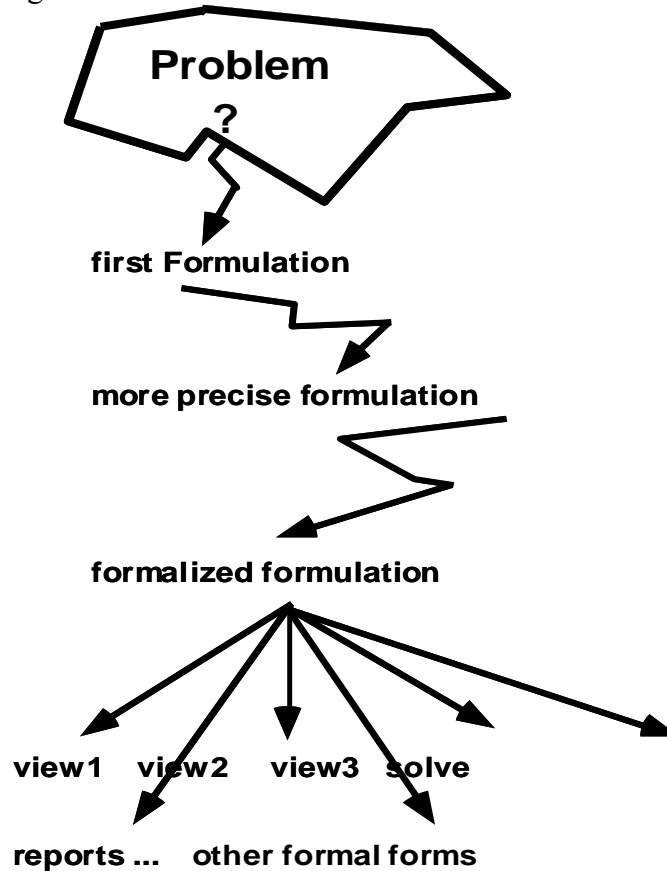 Problem
?
first Formulation
more precise formulation
formalized formulation
view1 view2 view3 solve
reports ... other formal forms